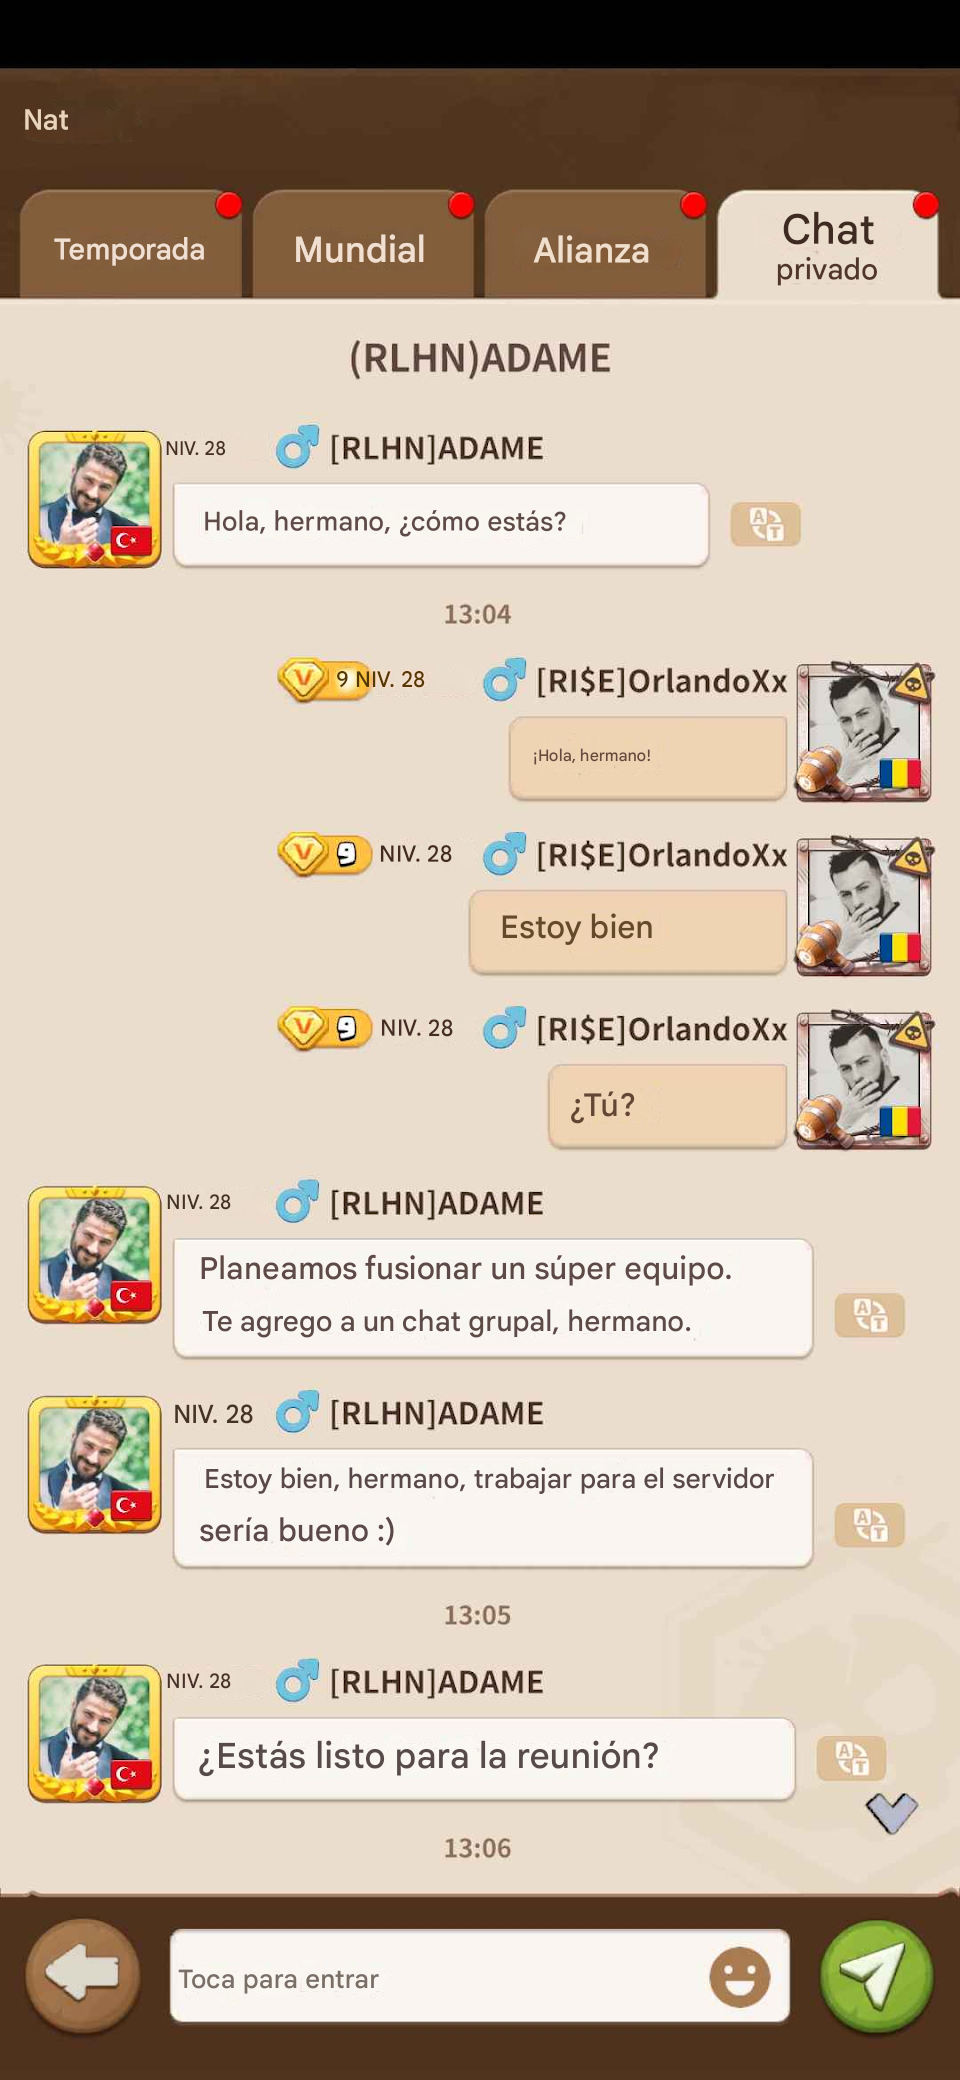 Nat
Temporada
Mundial
Alianza
Chat
privado
(RLHN)ADAME
NIV. 28 [RLHN]ADAME
Hola, hermano, ¿cómo estás?
13:04
V 9 NIV. 28 [RI$E]OrlandoXx
¡Hola, hermano!
V 9 NIV. 28 [RI$E]OrlandoXx
Estoy bien
V 9 NIV. 28 [RI$E]OrlandoXx
¿Tú?
NIV. 28 [RLHN]ADAME
Planeamos fusionar un súper equipo.
Te agrego a un chat grupal, hermano.
NIV. 28 [RLHN]ADAME
Estoy bien, hermano, trabajar para el servidor
sería bueno :)
13:05
NIV. 28 [RLHN]ADAME
¿Estás listo para la reunión?
13:06
Toca para entrar